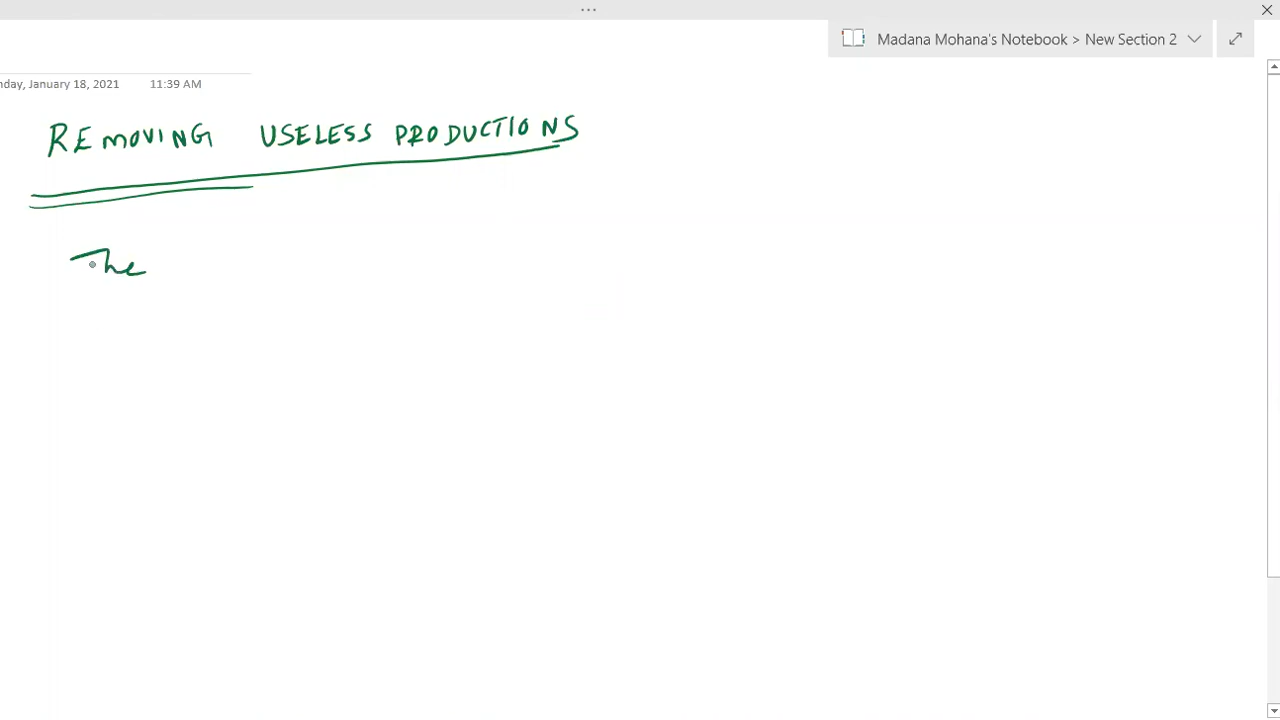 Madana Mohana's Notebook > New Section 2
nday, January 18, 2021 11:39 AM
REMOVING USELESS PRODUCTIONS
The